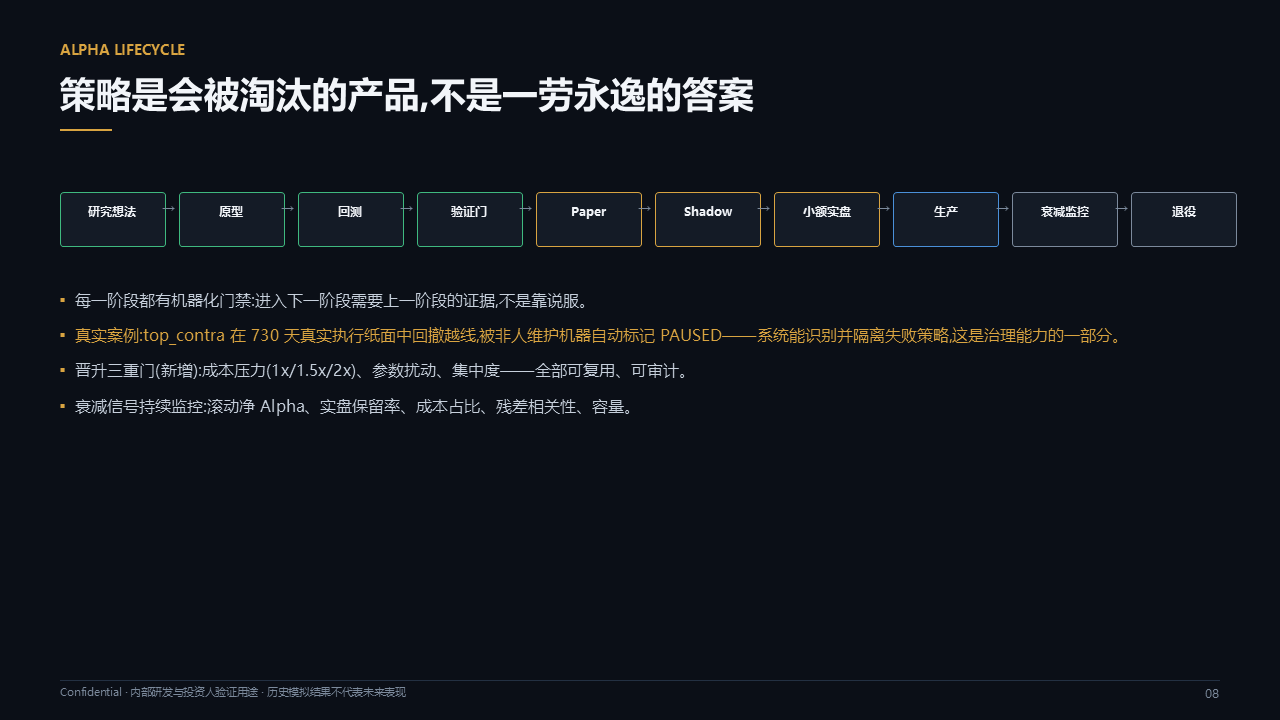 ALPHA LIFECYCLE
策略是会被淘汰的产品,不是一劳永逸的答案
研究想法 → 原型 → 回测 → 验证门 → Paper → Shadow → 小额实盘 → 生产 → 衰减监控 → 退役
▪ 每一阶段都有机器化门禁:进入下一阶段需要上一阶段的证据,不是靠说服。
▪ 真实案例:top_contra 在 730 天真实执行纸面中回撤越线,被非人维护机器自动标记 PAUSED——系统能识别并隔离失败策略,这是治理能力的一部分。
▪ 晋升三重门(新增):成本压力(1x/1.5x/2x)、参数扰动、集中度——全部可复用、可审计。
▪ 衰减信号持续监控:滚动净 Alpha、实盘保留率、成本占比、残差相关性、容量。
Confidential · 内部研发与投资人验证用途 · 历史模拟结果不代表未来表现
08